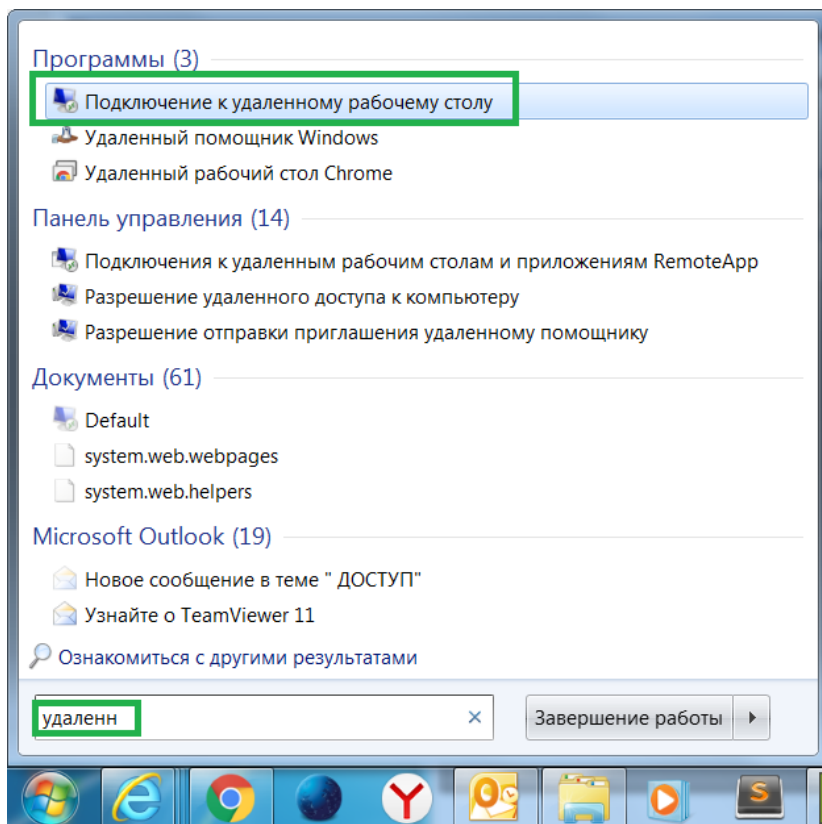 Программы (3)
Подключение к удаленному рабочему столу
Удаленный помощник Windows
Удаленный рабочий стол Chrome
Панель управления (14)
Подключения к удаленным рабочим столам и приложениям RemoteApp
Разрешение удаленного доступа к компьютеру
Разрешение отправки приглашения удаленному помощнику
Документы (61)
Default
system.web.webpages
system.web.helpers
Microsoft Outlook (19)
Новое сообщение в теме " ДОСТУП"
Узнайте о TeamViewer 11
Ознакомиться с другими результатами
удаленн
Завершение работы